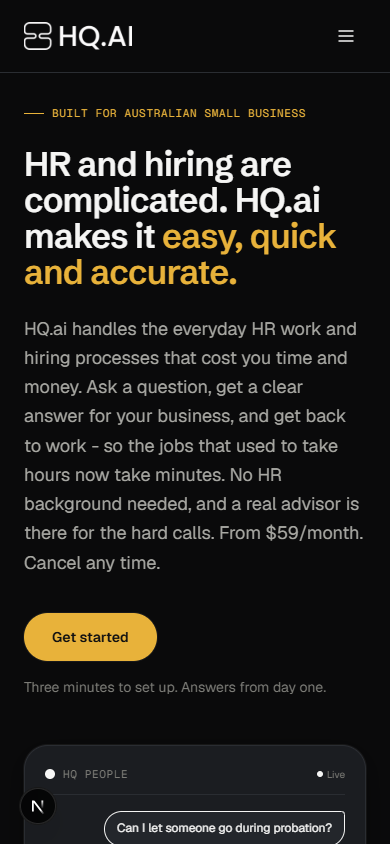 HQ.AI
BUILT FOR AUSTRALIAN SMALL BUSINESS
HR and hiring are
complicated. HQ.ai
makes it easy, quick
and accurate.
HQ.ai handles the everyday HR work and
hiring processes that cost you time and
money. Ask a question, get a clear
answer for your business, and get back
to work - so the jobs that used to take
hours now take minutes. No HR
background needed, and a real advisor is
there for the hard calls. From $59/month.
Cancel any time.
Get started
Three minutes to set up. Answers from day one.
HQ PEOPLE
Live
N
Can I let someone go during probation?